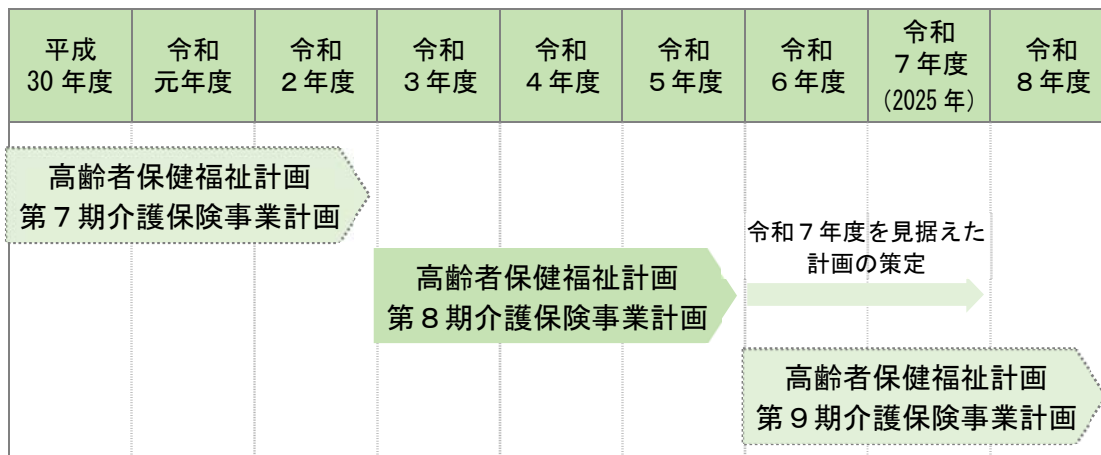 平成
30年度
令和
元年度
令和
２年度
令和
３年度
令和
４年度
令和
５年度
令和
６年度
令和
７年度
（2025年）
令和
８年度
高齢者保健福祉計画
第７期介護保険事業計画
高齢者保健福祉計画
第８期介護保険事業計画
令和７年度を見据えた
計画の策定
高齢者保健福祉計画
第９期介護保険事業計画